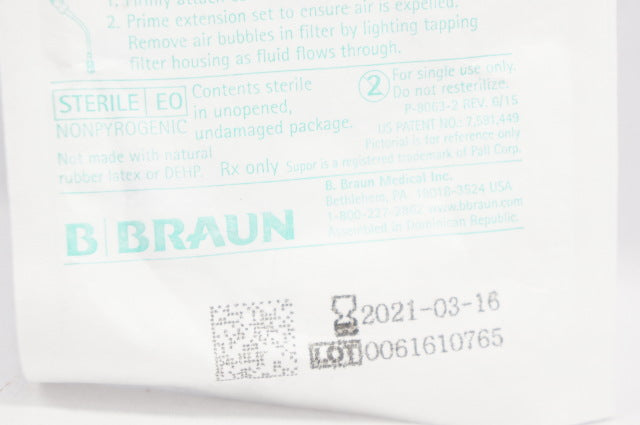 1. Firmly attach
2. Prime extension set to ensure air is expelled.
Remove air bubbles in filter by lighting tapping
filter housing as fluid flows through.
STERILE EO
NONPYROGENIC
Contents sterile
in unopened,
undamaged package.
2
For single use only.
Do not resterilize.
P-9063-2 REV. 6/15
US PATENT NO.: 7,581,449
Pictorial is for reference only
Not made with natural
rubber latex or DEHP.
Rx only
Supor is a registered trademark of Pall Corp.
B BRAUN
B. Braun Medical Inc.
Bethlehem, PA 18018-3524 USA
1-800-227-2862 www.bbraun.com
Assembled in Dominican Republic.
2021-03-16
LOT 0061610765